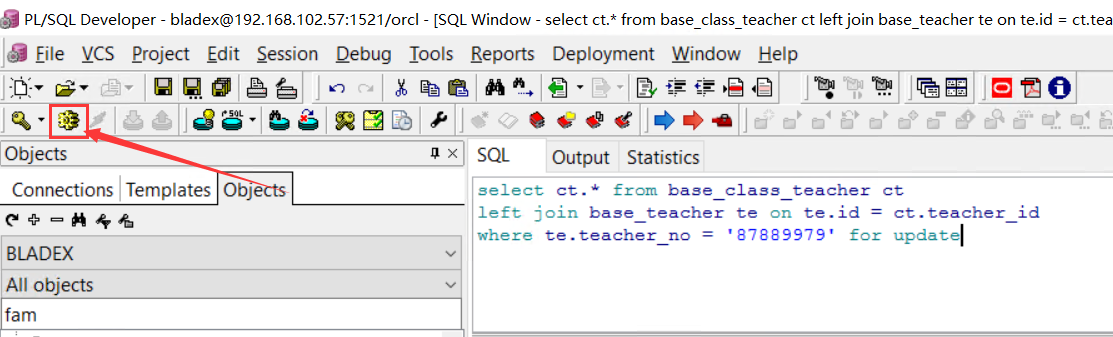 PL/SQL Developer - bladex@192.168.102.57:1521/orcl - [SQL Window - select ct.* from base_class_teacher ct left join base_teacher te on te.id = ct.tea
File VCS Project Edit Session Debug Tools Reports Deployment Window Help
SQL
Objects
SQL Output Statistics
Connections Templates Objects
select ct.* from base_class_teacher ct
left join base_teacher te on te.id = ct.teacher_id
where te.teacher_no = '87889979' for update
BLADEX
All objects
fam